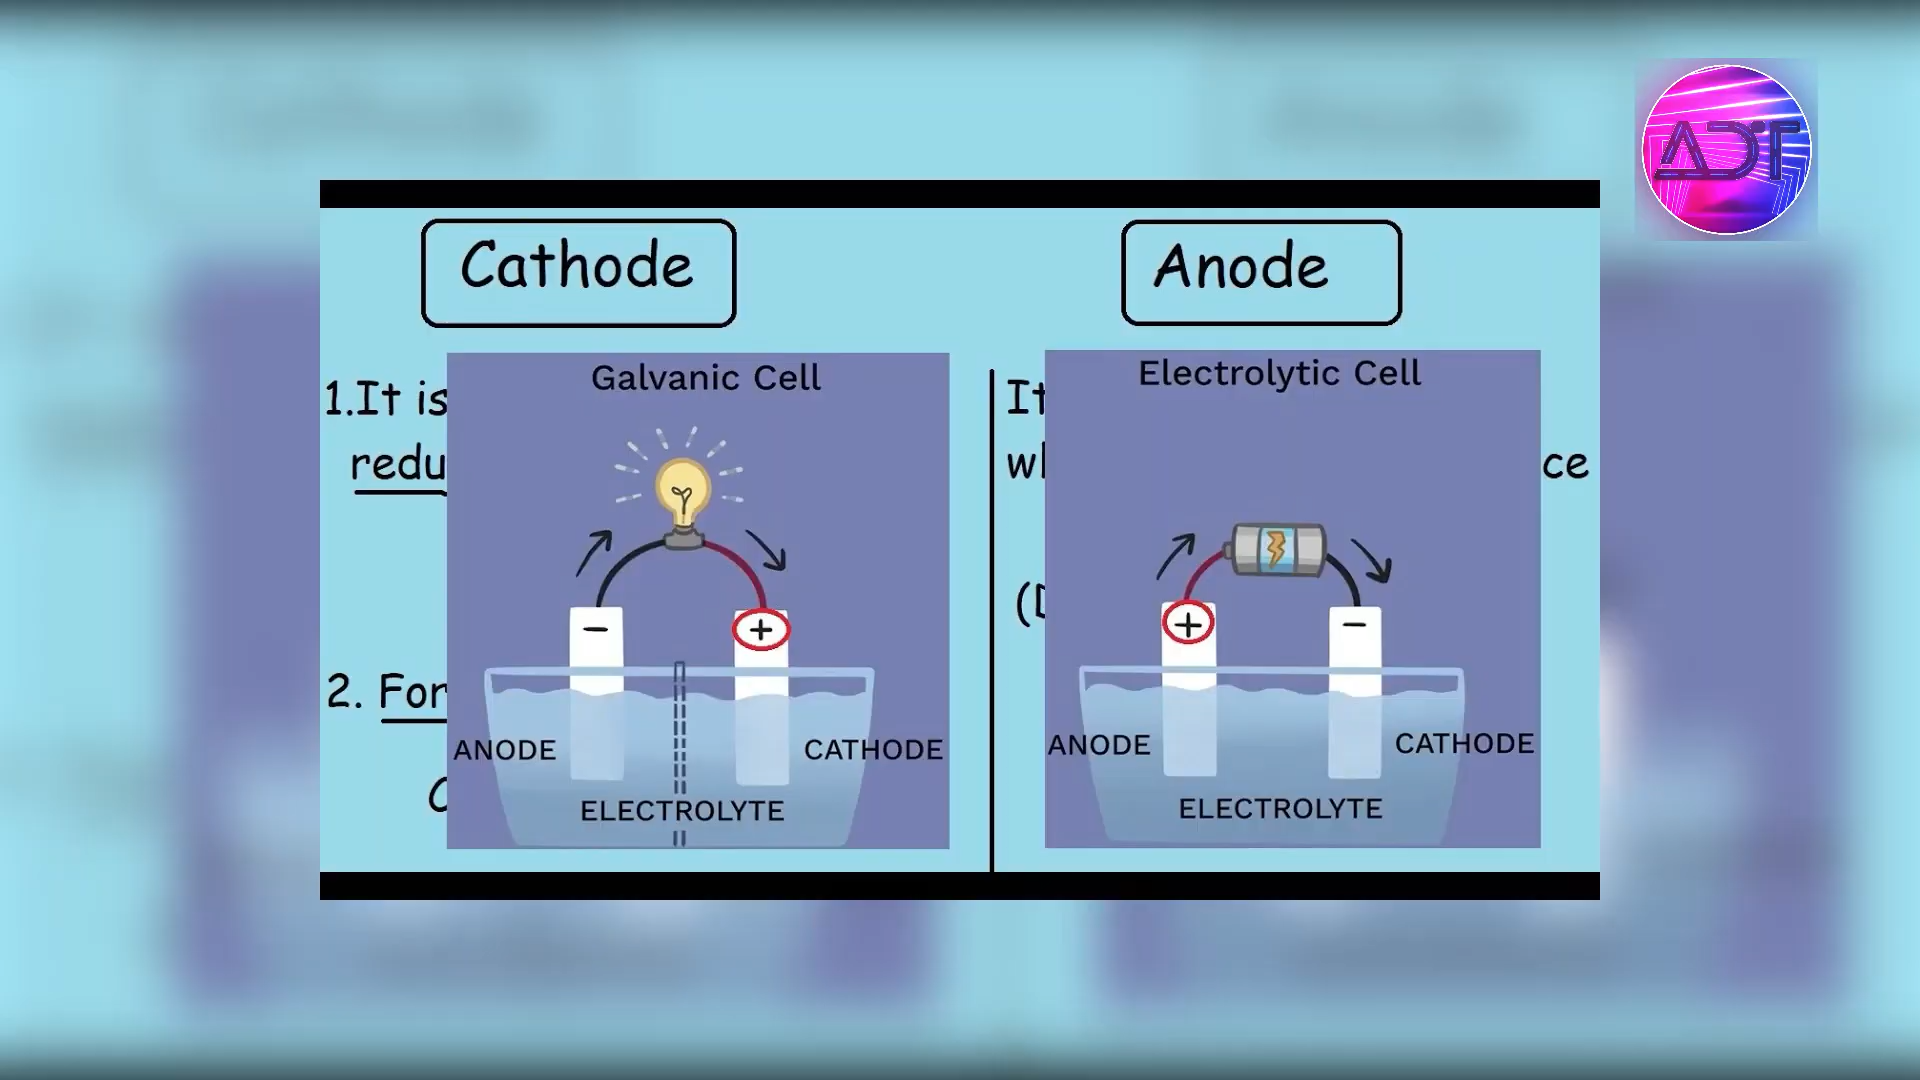 ADT
Cathode
Anode
1.It is
redu
2. For
Galvanic Cell
−
+
ANODE
CATHODE
ELECTROLYTE
It
ce
Electrolytic Cell
+
−
ANODE
CATHODE
ELECTROLYTE